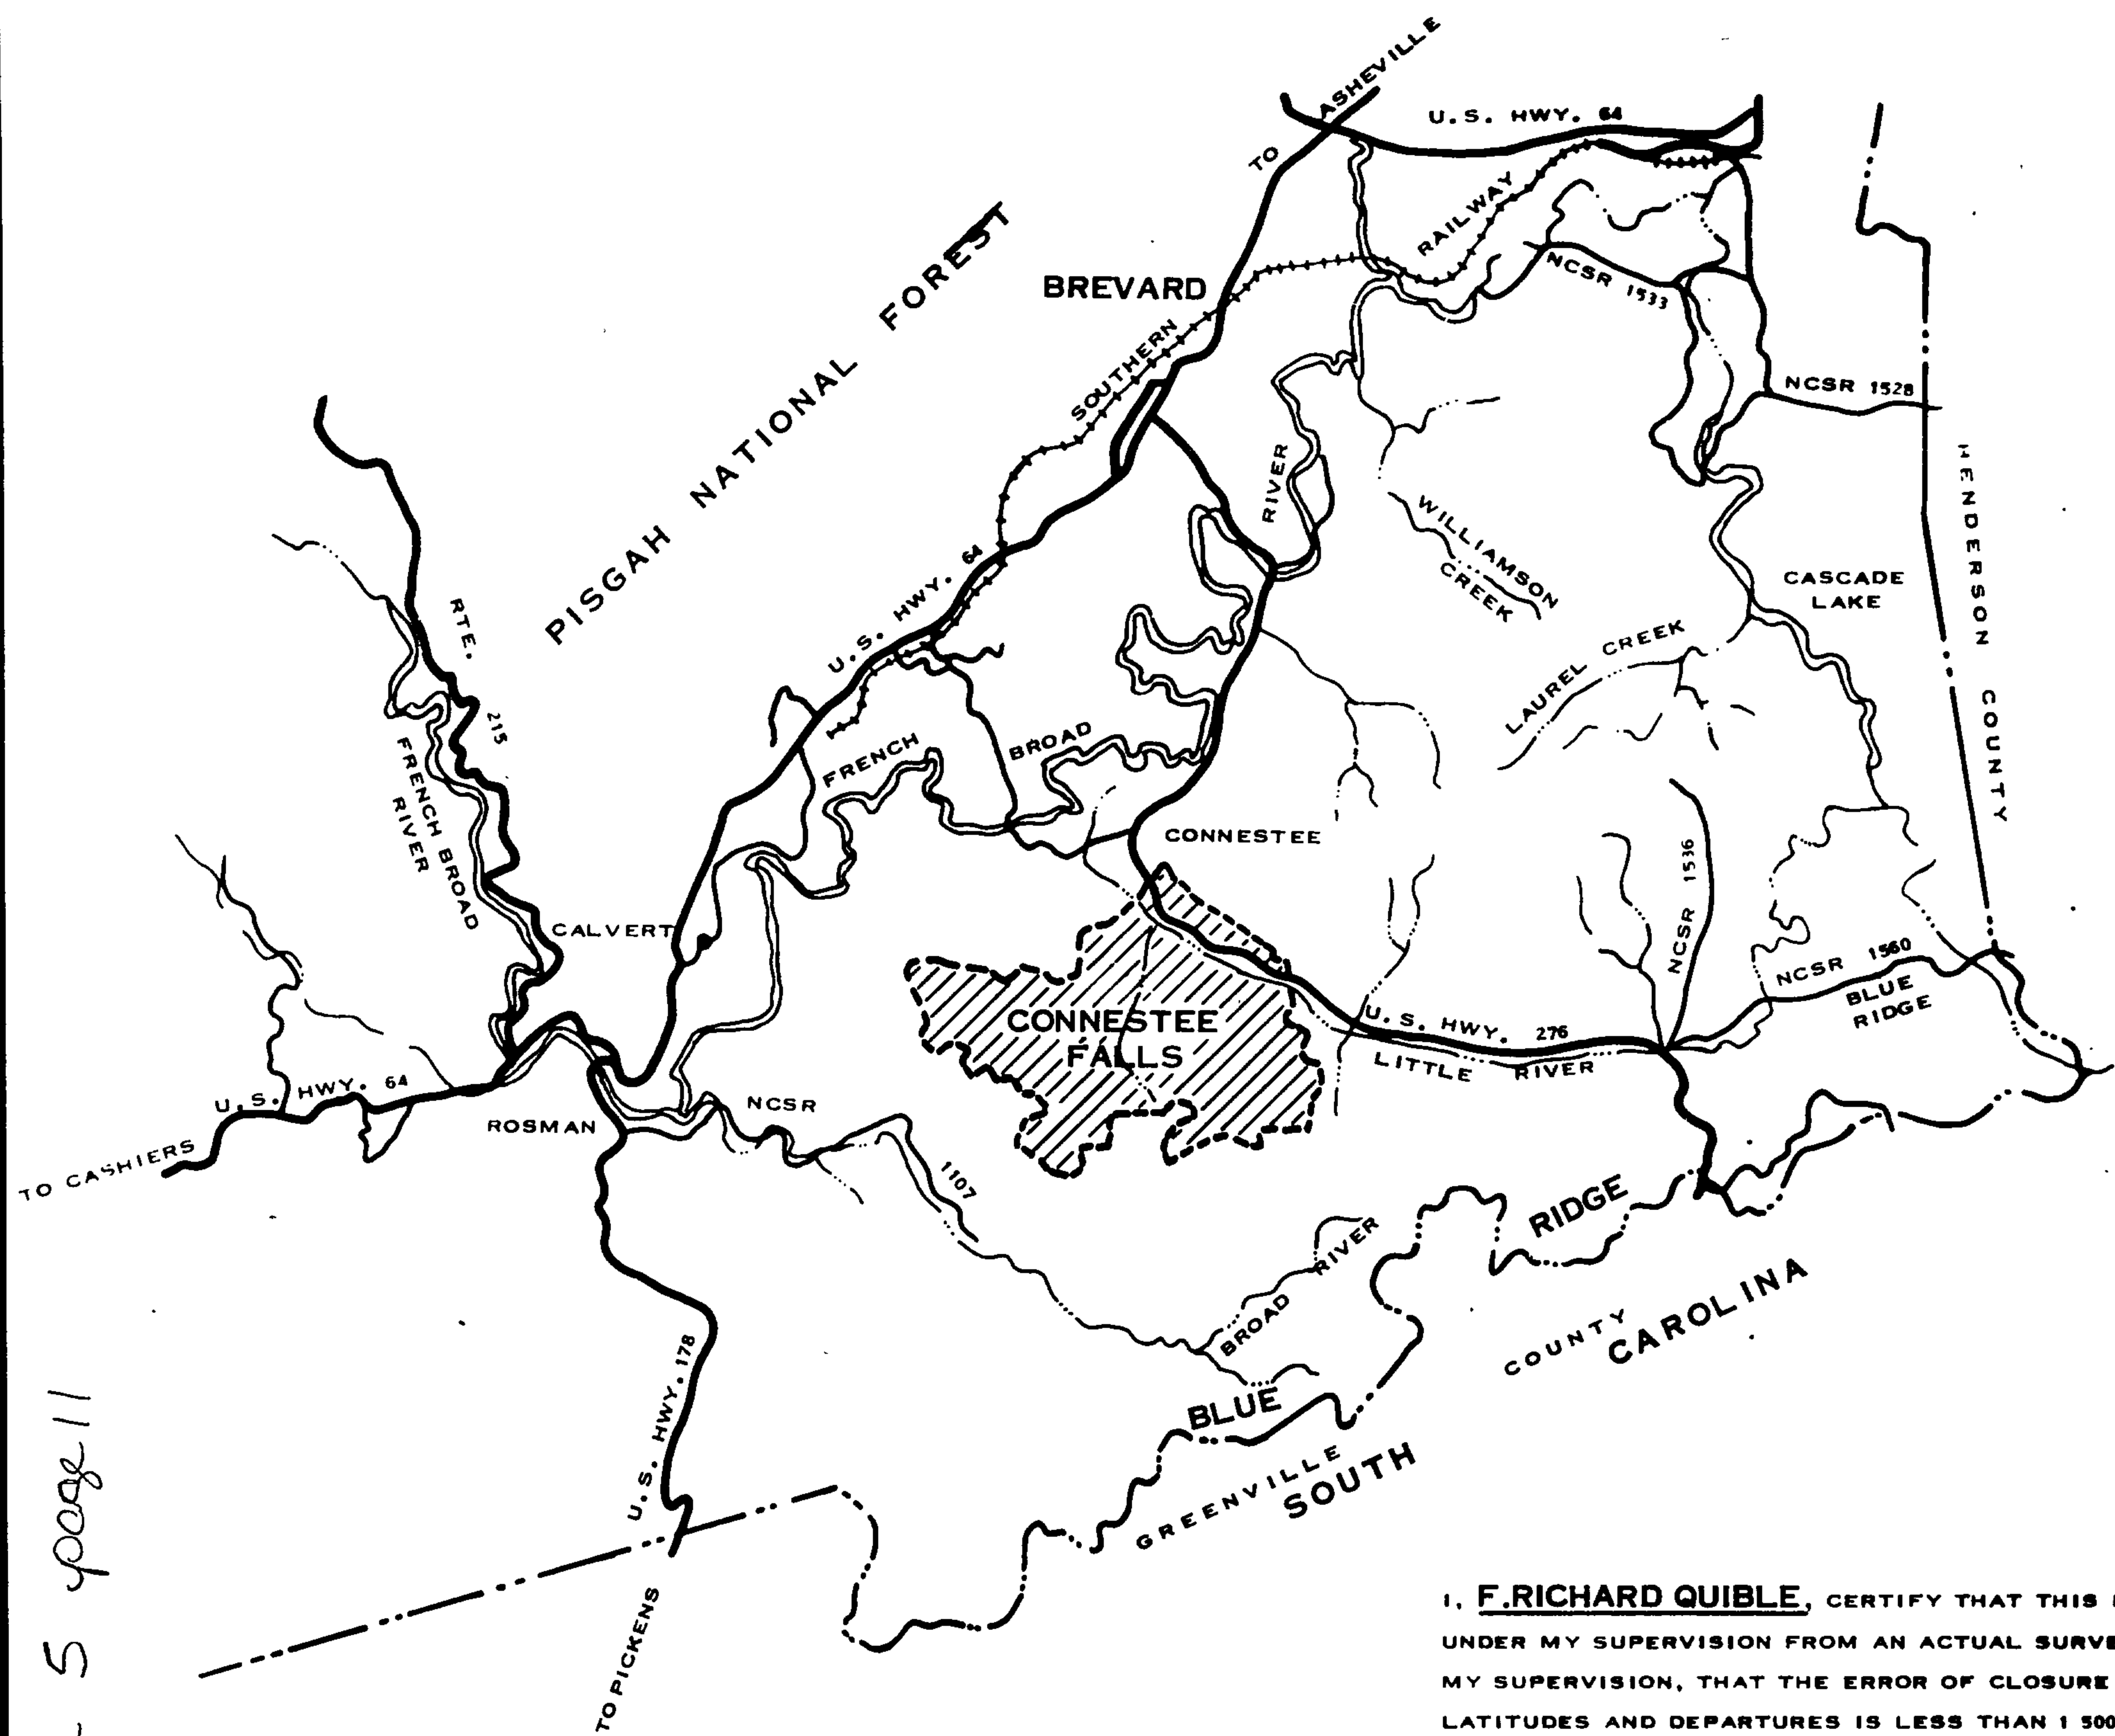 TO ASHEVILLE
U.S. HWY. 64
RAILWAY
NCSR 1533
BREVARD
SOUTHERN
PISGAH NATIONAL FOREST
NCSR 1528
HENDERSON COUNTY
RIVER
WILLIAMSON
CREEK
CASCADE
LAKE
LAUREL CREEK
RTE. 215
U.S. HWY. 64
FRENCH BROAD
FRENCH BROAD
RIVER
CONNESTEE
NCSR 1536
CALVERT
NCSR 1560
BLUE
RIDGE
CONNESTEE
FALLS
U.S. HWY. 276
LITTLE RIVER
U.S. HWY. 64
ROSMAN
NCSR 1107
TO CASHIERS
BROAD RIVER
BLUE RIDGE
GREENVILLE COUNTY
SOUTH CAROLINA
U.S. HWY. 178
TO PICKENS
5 page 11
I, F.RICHARD QUIBLE, CERTIFY THAT THIS
UNDER MY SUPERVISION FROM AN ACTUAL SURVE
MY SUPERVISION, THAT THE ERROR OF CLOSURE
LATITUDES AND DEPARTURES IS LESS THAN 1 500